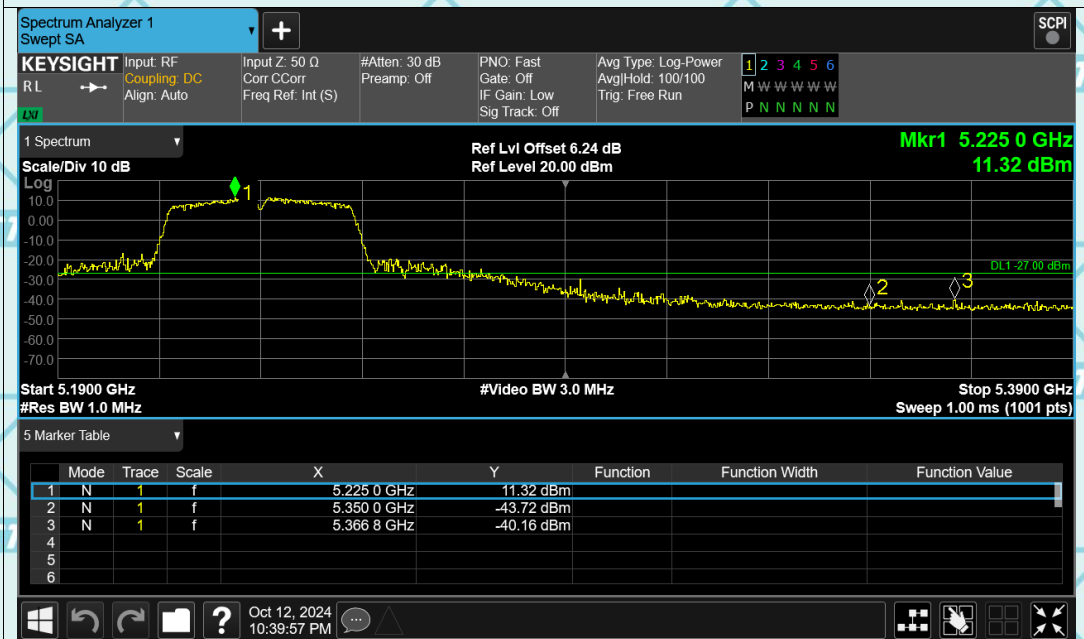 Spectrum Analyzer 1
Swept SA
+
SCPI
KEYSIGHT
RL
LXI
Input: RF
Coupling: DC
Align: Auto
Input Z: 50 Ω
Corr CCorr
Freq Ref: Int (S)
#Atten: 30 dB
Preamp: Off
PNO: Fast
Gate: Off
IF Gain: Low
Sig Track: Off
Avg Type: Log-Power
Avg|Hold: 100/100
Trig: Free Run
1 2 3 4 5 6
M W W W W W
P N N N N N
1 Spectrum
Scale/Div 10 dB
Ref Lvl Offset 6.24 dB
Ref Level 20.00 dBm
Mkr1 5.225 0 GHz
11.32 dBm
Log
10.0
0.00
-10.0
-20.0
-30.0
-40.0
-50.0
-60.0
-70.0
1
DL1 -27.00 dBm
2
3
Start 5.1900 GHz
#Video BW 3.0 MHz
Stop 5.3900 GHz
#Res BW 1.0 MHz
Sweep 1.00 ms (1001 pts)
5 Marker Table
Mode Trace Scale X Y Function Function Width Function Value
1 N 1 f 5.225 0 GHz 11.32 dBm
2 N 1 f 5.350 0 GHz -43.72 dBm
3 N 1 f 5.366 8 GHz -40.16 dBm
4
5
6
?
Oct 12, 2024
10:39:57 PM